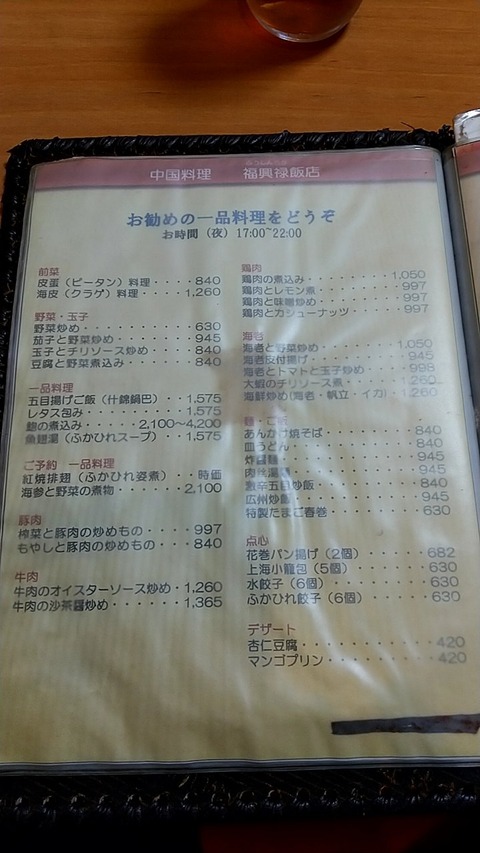 中国料理 福興禄飯店
お勧めの一品料理をどうぞ
お時間（夜）17:00~22:00
前菜
皮蛋（ピータン）料理・・・・840
海皮（クラゲ）料理・・・・1,260
野菜・玉子
野菜炒め・・・・・・・・・・630
茄子と野菜炒め・・・・・・・945
玉子とチリソース炒め・・・・840
豆腐と野菜煮込み・・・・・・840
一品料理
五目揚げご飯（什錦鍋巴）・・1,575
レタス包み・・・・・・・・・1,575
鮑の煮込み・・・・・2,100~4,200
魚翅湯（ふかひれスープ）・・1,575
ご予約 一品料理
紅焼排翅（ふかひれ姿煮）・・時価
海参と野菜の煮物・・・・・2,100
豚肉
榨菜と豚肉の炒めもの・・・・997
もやしと豚肉の炒めもの・・・840
牛肉
牛肉のオイスターソース炒め・1,260
牛肉の沙茶醤炒め・・・・・・1,365
鶏肉
鶏肉の煮込み・・・・・・・1,050
鶏肉とレモン煮・・・・・・・997
鶏肉と味噌炒め・・・・・・・997
鶏肉とカシューナッツ・・・・997
海老
海老と野菜炒め・・・・・・1,050
海老皮付揚げ・・・・・・・・945
海老とトマトと玉子炒め・・・998
大蝦のチリソース煮・・・・1,260
海鮮炒め（海老・帆立・イカ）1,260
麺・ご飯
あんかけ焼そば・・・・・・・840
皿うどん・・・・・・・・・・840
炸醤麺・・・・・・・・・・・945
肉絲湯麺・・・・・・・・・・945
激辛五目炒飯・・・・・・・・840
広州炒飯・・・・・・・・・・945
特製たまご春巻・・・・・・・630
点心
花巻パン揚げ（2個）・・・・・682
上海小籠包（5個）・・・・・・630
水餃子（6個）・・・・・・・・630
ふかひれ餃子（6個）・・・・・630
デザート
杏仁豆腐・・・・・・・・・・420
マンゴプリン・・・・・・・・420